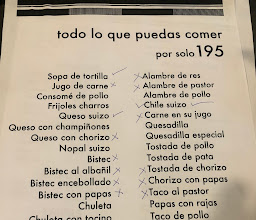 todo lo que puedas comer
por solo 195
Sopa de tortilla
Jugo de carne
Consomé de pollo
Frijoles charros
Queso suizo
Queso con champiñones
Queso con chorizo
Nopal suizo
Bistec
Bistec al albañil
Bistec encebollado
Bistec con papas
Chuleta
Chuleta con tocino
Alambre de res
Alambre de pastor
Alambre de pollo
Chile suizo
Carne en su jugo
Quesadilla
Quesadilla especial
Tostada de pollo
Tostada de pata
Tostada de chorizo
Chorizo con papas
Taco al pastor
Papas con rajas
Taco de pollo